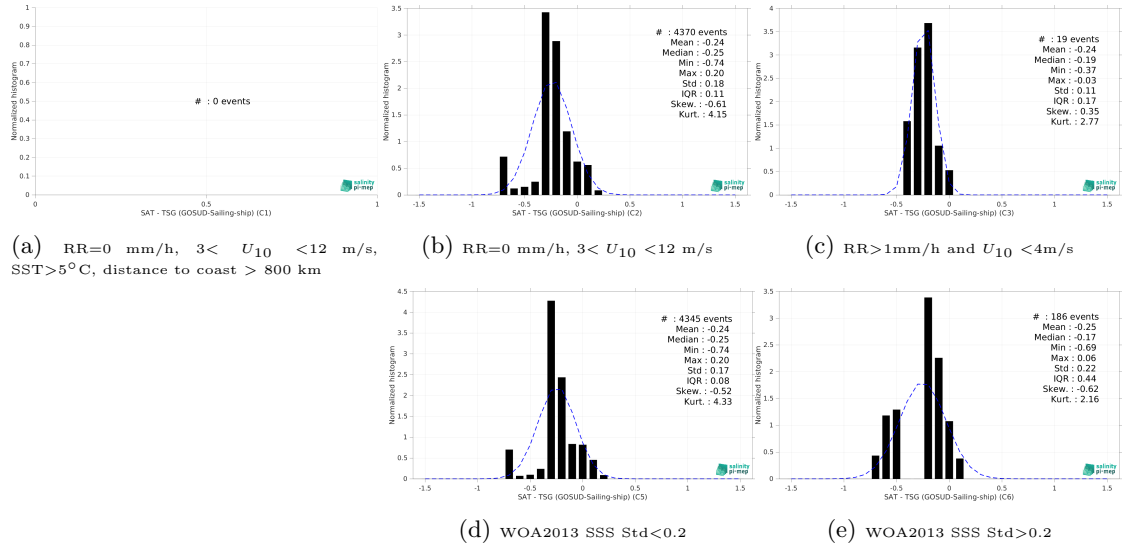 1
0.9
0.8
0.7
0.6
0.5
0.4
0.3
0.2
0.1
0
Normalized histogram
# : 0 events
0 0.5 1
SAT - TSG (GOSUD-Sailing-ship) (C1)
salinity
pi-mep
(a) RR=0 mm/h, 3< U10 <12 m/s,
SST>5°C, distance to coast > 800 km
3.5
3
2.5
2
1.5
1
0.5
0
Normalized histogram
# : 4370 events
Mean : -0.24
Median : -0.25
Min : -0.74
Max : 0.20
Std : 0.18
IQR : 0.11
Skew. : -0.61
Kurt. : 4.15
-1.5 -1 -0.5 0 0.5 1 1.5
SAT - TSG (GOSUD-Sailing-ship) (C2)
salinity
pi-mep
(b) RR=0 mm/h, 3< U10 <12 m/s
4
3.5
3
2.5
2
1.5
1
0.5
0
Normalized histogram
# : 19 events
Mean : -0.24
Median : -0.19
Min : -0.37
Max : -0.03
Std : 0.11
IQR : 0.17
Skew. : 0.35
Kurt. : 2.77
-1.5 -1 -0.5 0 0.5 1 1.5
SAT - TSG (GOSUD-Sailing-ship) (C3)
salinity
pi-mep
(c) RR>1mm/h and U10 <4m/s
4.5
4
3.5
3
2.5
2
1.5
1
0.5
0
Normalized histogram
# : 4345 events
Mean : -0.24
Median : -0.25
Min : -0.74
Max : 0.20
Std : 0.17
IQR : 0.08
Skew. : -0.52
Kurt. : 4.33
-1.5 -1 -0.5 0 0.5 1 1.5
SAT - TSG (GOSUD-Sailing-ship) (C5)
salinity
pi-mep
(d) WOA2013 SSS Std<0.2
3.5
3
2.5
2
1.5
1
0.5
0
Normalized histogram
# : 186 events
Mean : -0.25
Median : -0.17
Min : -0.69
Max : 0.06
Std : 0.22
IQR : 0.44
Skew. : -0.62
Kurt. : 2.16
-1.5 -1 -0.5 0 0.5 1 1.5
SAT - TSG (GOSUD-Sailing-ship) (C6)
salinity
pi-mep
(e) WOA2013 SSS Std>0.2